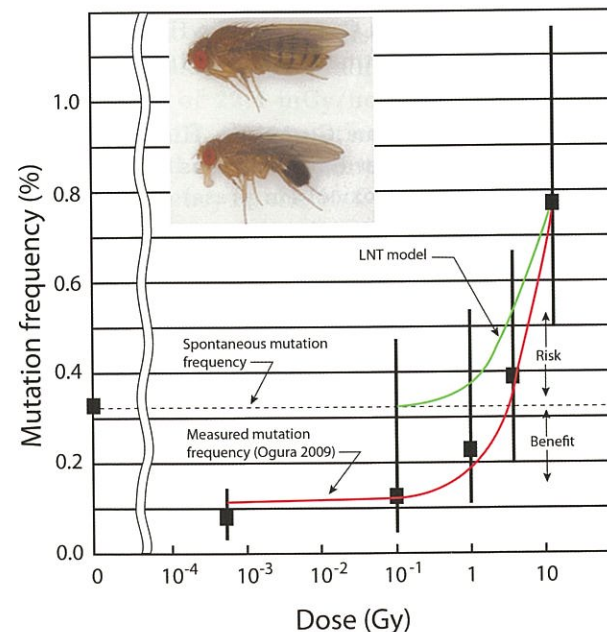 Mutation frequency (%)
1.0
0.8
0.6
0.4
0.2
0.0
LNT model
Spontaneous mutation
frequency
Risk
Measured mutation
frequency (Ogura 2009)
Benefit
0
10⁻⁴
10⁻³
10⁻²
10⁻¹
1
10
Dose (Gy)